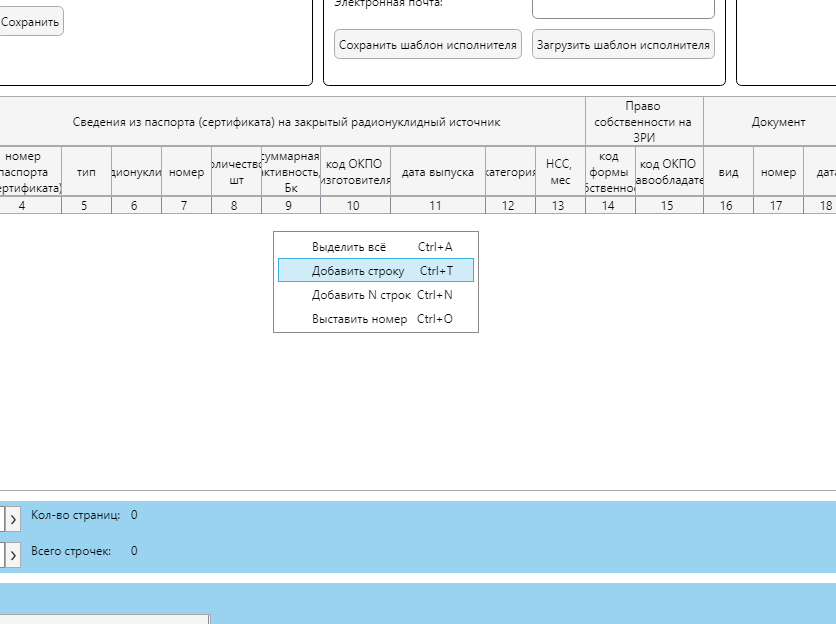 Электронная почта:
Сохранить
Сохранить шаблон исполнителя Загрузить шаблон исполнителя
Сведения из паспорта (сертификата) на закрытый радионуклидный источник
Право
собственности на
ЗРИ
Документ
номер
паспорта
ертификата)
тип
дионукли
номер
оличеств
шт
суммарная
активность,
Бк
код ОКПО
изготовителя
дата выпуска
категория
НСС,
мес
код
формы
бственно
код ОКПО
авообладате
вид
номер
дата
4 5 6 7 8 9 10 11 12 13 14 15 16 17 18
Выделить всё Ctrl+A
Добавить строку Ctrl+T
Добавить N строк Ctrl+N
Выставить номер Ctrl+O
Кол-во страниц: 0
Всего строчек: 0